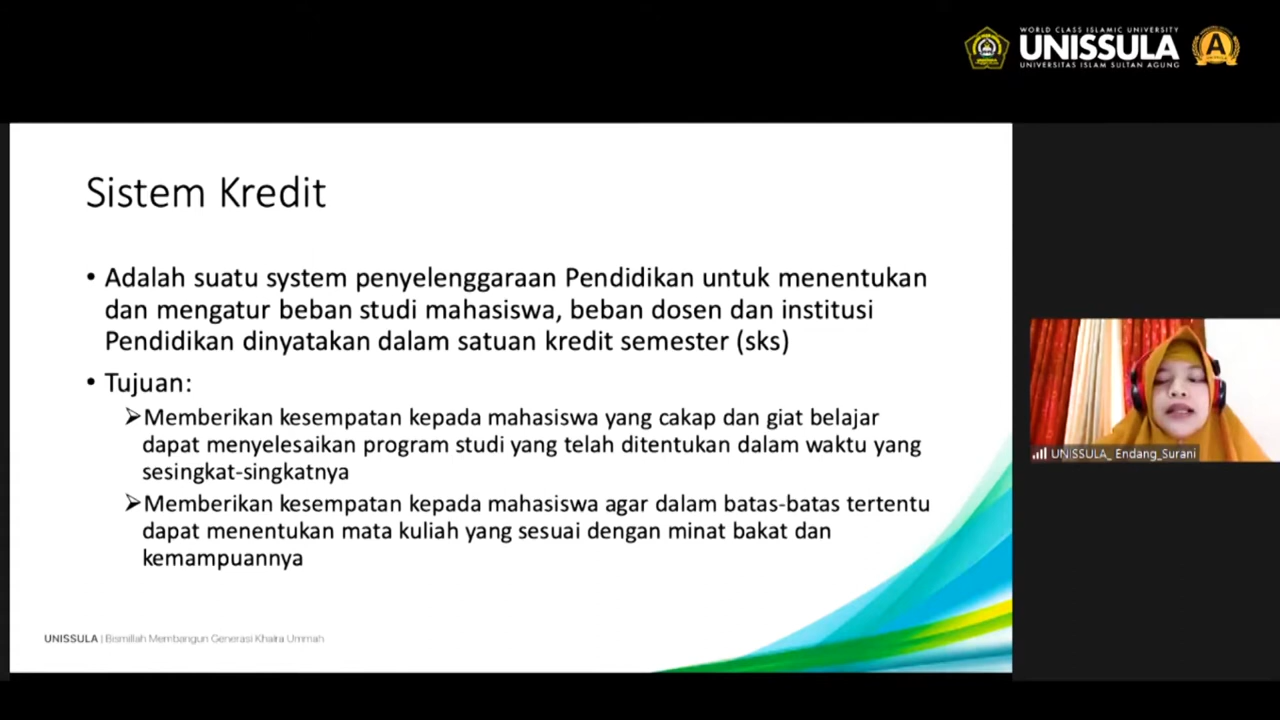 WORLD CLASS ISLAMIC UNIVERSITY
UNISSULA
UNIVERSITAS ISLAM SULTAN AGUNG
A
Sistem Kredit
• Adalah suatu system penyelenggaraan Pendidikan untuk menentukan
dan mengatur beban studi mahasiswa, beban dosen dan institusi
Pendidikan dinyatakan dalam satuan kredit semester (sks)
• Tujuan:
➢Memberikan kesempatan kepada mahasiswa yang cakap dan giat belajar
dapat menyelesaikan program studi yang telah ditentukan dalam waktu yang
sesingkat-singkatnya
➢Memberikan kesempatan kepada mahasiswa agar dalam batas-batas tertentu
dapat menentukan mata kuliah yang sesuai dengan minat bakat dan
kemampuannya
UNISSULA | Bismillah Membangun Generasi Khaira Ummah
UNISSULA_ Endang_Surani